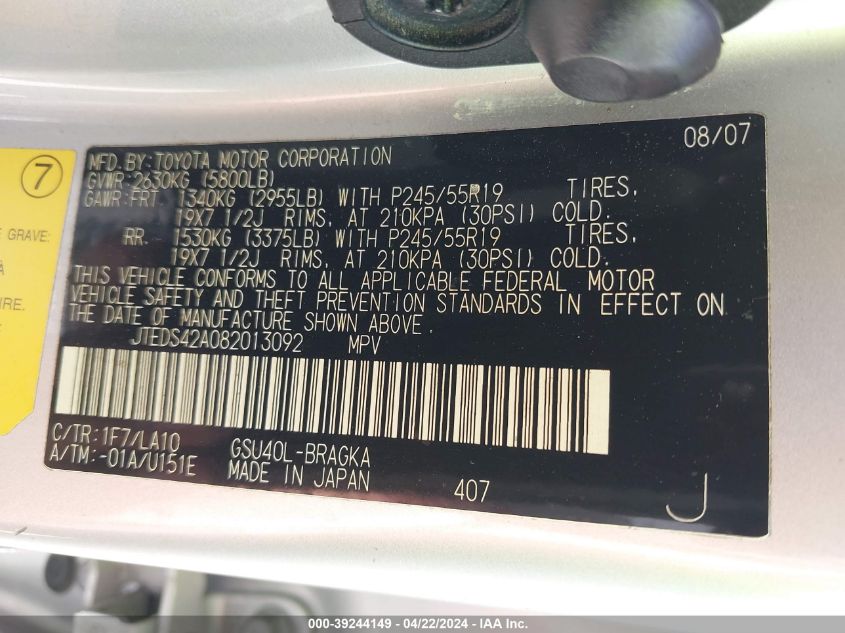 08/07
7
MFD. BY: TOYOTA MOTOR CORPORATION
GVWR: 2630KG (5800LB)
GAWR: FRT. 1340KG (2955LB) WITH P245/55R19 TIRES,
19X7 1/2J RIMS, AT 210KPA (30PSI) COLD.
RR. 1530KG (3375LB) WITH P245/55R19 TIRES,
19X7 1/2J RIMS, AT 210KPA (30PSI) COLD.
THIS VEHICLE CONFORMS TO ALL APPLICABLE FEDERAL MOTOR
VEHICLE SAFETY AND THEFT PREVENTION STANDARDS IN EFFECT ON
THE DATE OF MANUFACTURE SHOWN ABOVE.
JTEDS42A082013092 MPV
C/TR: 1F7/LA10 GSU40L-BRAGKA
A/TM: -01A/U151E MADE IN JAPAN 407 J
GRAVE:
000-39244149 - 04/22/2024 - IAA Inc.